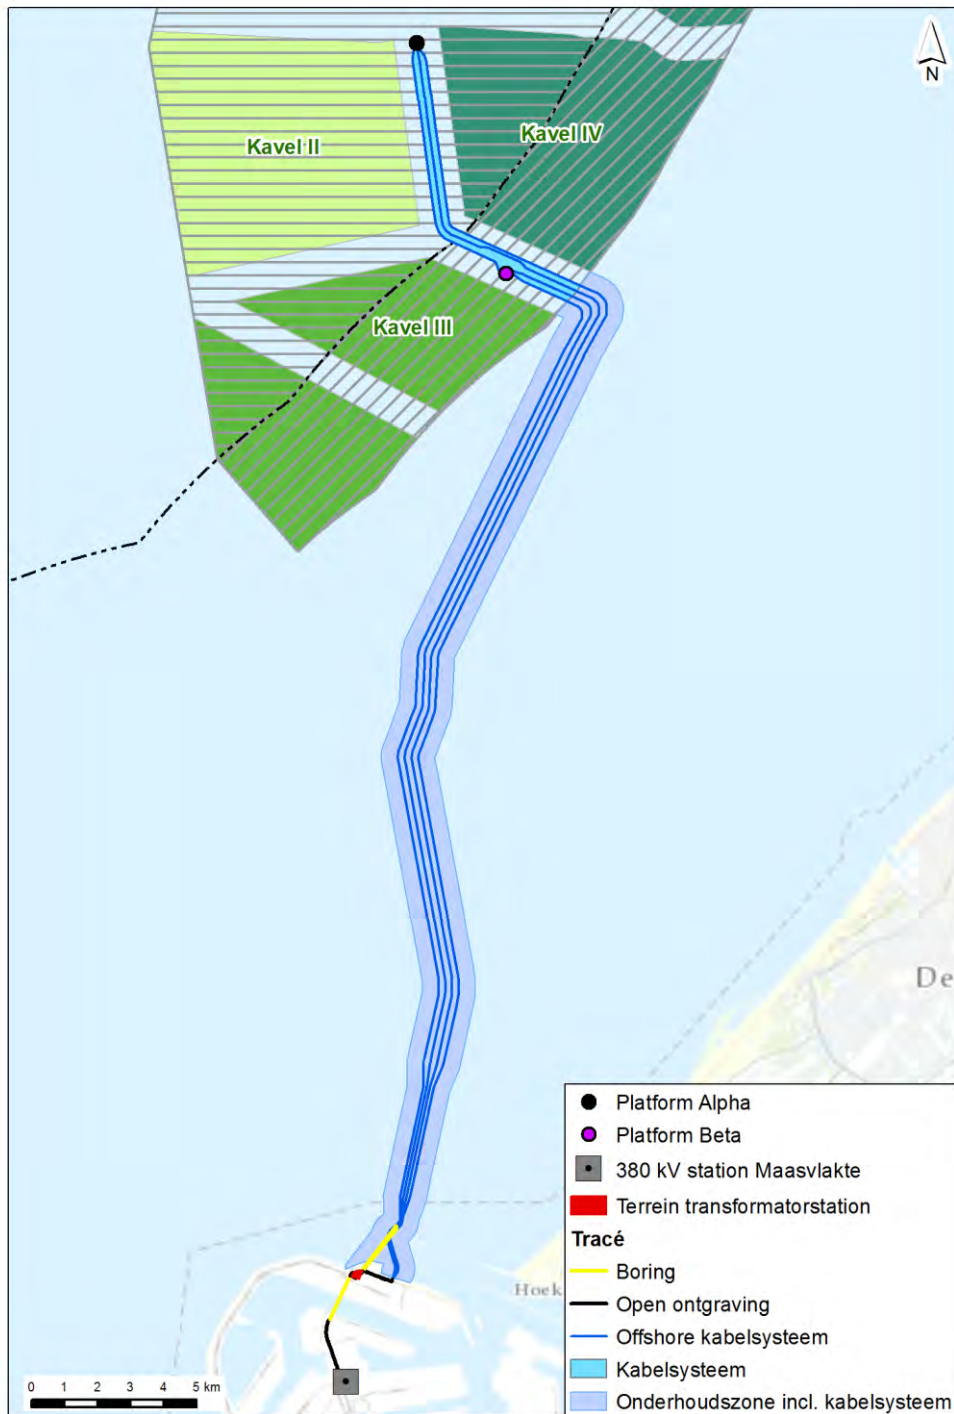 N
Kavel II
Kavel IV
Kavel III
De
Hoek
Platform Alpha
Platform Beta
380 kV station Maasvlakte
Terrein transformatorstation
Tracé
Boring
Open ontgraving
Offshore kabelsysteem
Kabelsysteem
Onderhoudszone incl. kabelsysteem
0 1 2 3 4 5 km